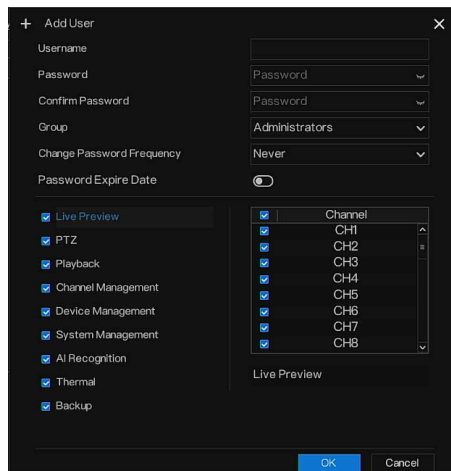 + Add User
Username
Password Password
Confirm Password Password
Group Administrators
Change Password Frequency Never
Password Expire Date
Live Preview
PTZ
Playback
Channel Management
Device Management
System Management
AI Recognition
Thermal
Backup
Channel
CH1
CH2
CH3
CH4
CH5
CH6
CH7
CH8
Live Preview
OK Cancel